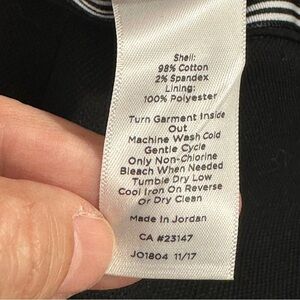 Shell:
98% Cotton
2% Spandex
Lining:
100% Polyester
Turn Garment Inside
Out
Machine Wash Cold
Gentle Cycle
Only Non-Chlorine
Bleach When Needed
Tumble Dry Low
Cool Iron On Reverse
Or Dry Clean
Made In Jordan
CA #23147
JO1804 11/17